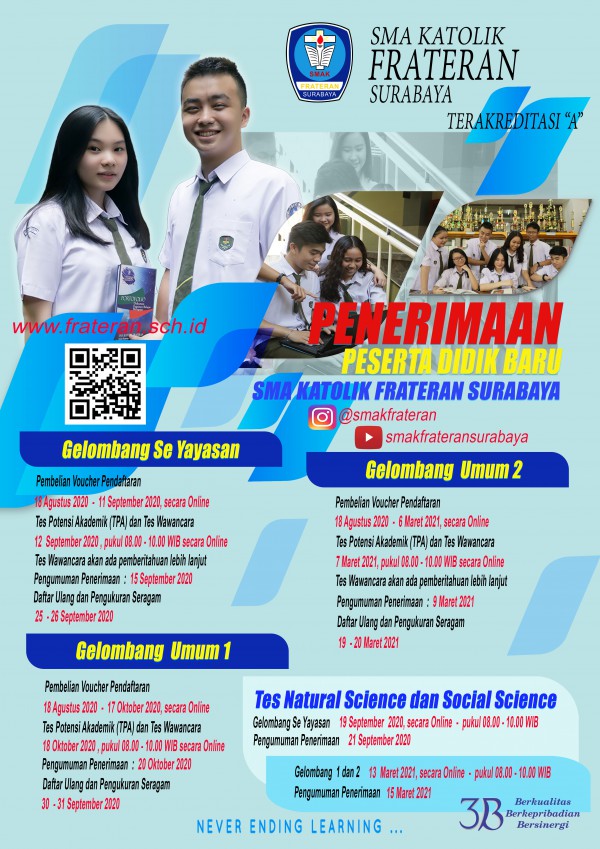 SMA KATOLIK
FRATERAN
SURABAYA
TERAKREDITASI "A"
SMAK
FRATERAN
SURABAYA
www.frateran.sch.id
PENERIMAAN
PESERTA DIDIK BARU
SMA KATOLIK FRATERAN SURABAYA
@smakfrateran
smakfrateransurabaya
Gelombang Se Yayasan
Pembelian Voucher Pendaftaran
18 Agustus 2020 - 11 September 2020, secara Online
Tes Potensi Akademik (TPA) dan Tes Wawancara
12 September 2020 , pukul 08.00 - 10.00 WIB secara Online
Tes Wawancara akan ada pemberitahuan lebih lanjut
Pengumuman Penerimaan : 15 September 2020
Daftar Ulang dan Pengukuran Seragam
25 - 26 September 2020
Gelombang Umum 1
Pembelian Voucher Pendaftaran
18 Agustus 2020 - 17 Oktober 2020, secara Online
Tes Potensi Akademik (TPA) dan Tes Wawancara
18 Oktober 2020 , pukul 08.00 - 10.00 WIB secara Online
Pengumuman Penerimaan : 20 Oktober 2020
Daftar Ulang dan Pengukuran Seragam
30 - 31 September 2020
Gelombang Umum 2
Pembelian Voucher Pendaftaran
18 Agustus 2020 - 6 Maret 2021, secara Online
Tes Potensi Akademik (TPA) dan Tes Wawancara
7 Maret 2021, pukul 08.00 - 10.00 WIB secara Online
Tes Wawancara akan ada pemberitahuan lebih lanjut
Pengumuman Penerimaan : 9 Maret 2021
Daftar Ulang dan Pengukuran Seragam
19 - 20 Maret 2021
Tes Natural Science dan Social Science
Gelombang Se Yayasan 19 September 2020, secara Online - pukul 08.00 - 10.00 WIB
Pengumuman Penerimaan 21 September 2020
Gelombang 1 dan 2 13 Maret 2021, secara Online - pukul 08.00 - 10.00 WIB
Pengumuman Penerimaan 15 Maret 2021
3B Berkualitas
Berkepribadian
Bersinergi
NEVER ENDING LEARNING ...